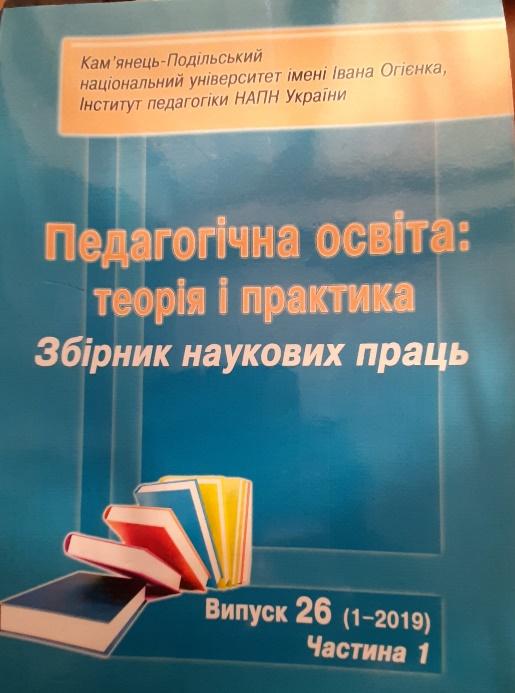 Кам’янець-Подільський
національний університет імені Івана Огієнка,
Інститут педагогіки НАПН України
Педагогічна освіта:
теорія і практика
Збірник наукових праць
Випуск 26 (1–2019)
Частина 1